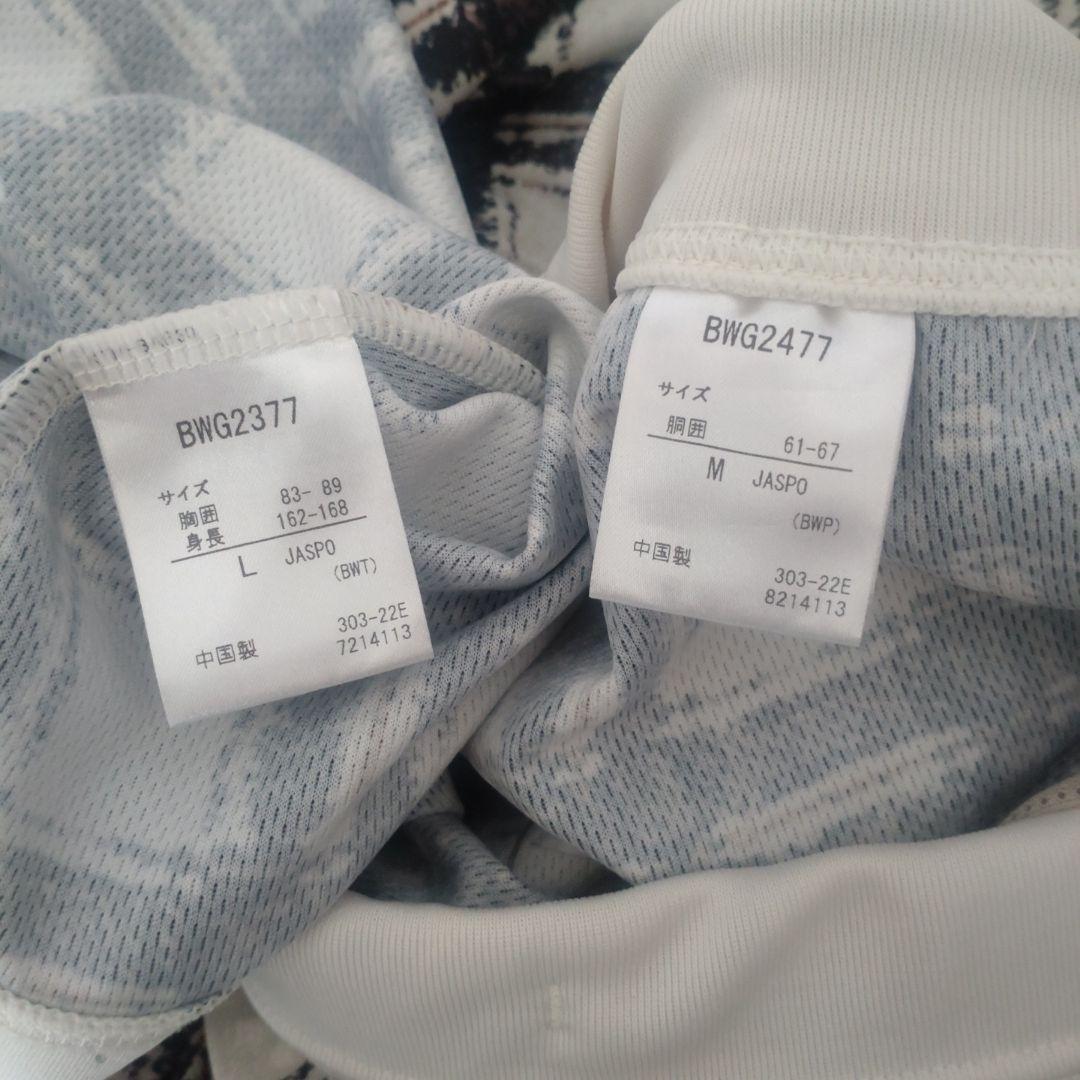 BWG2377
サイズ 83- 89
胸囲 162-168
身長
L JASPO
(BWT)
303-22E
中国製 7214113
BWG2477
サイズ
胴囲 61-67
M JASPO
(BWP)
中国製 303-22E
8214113